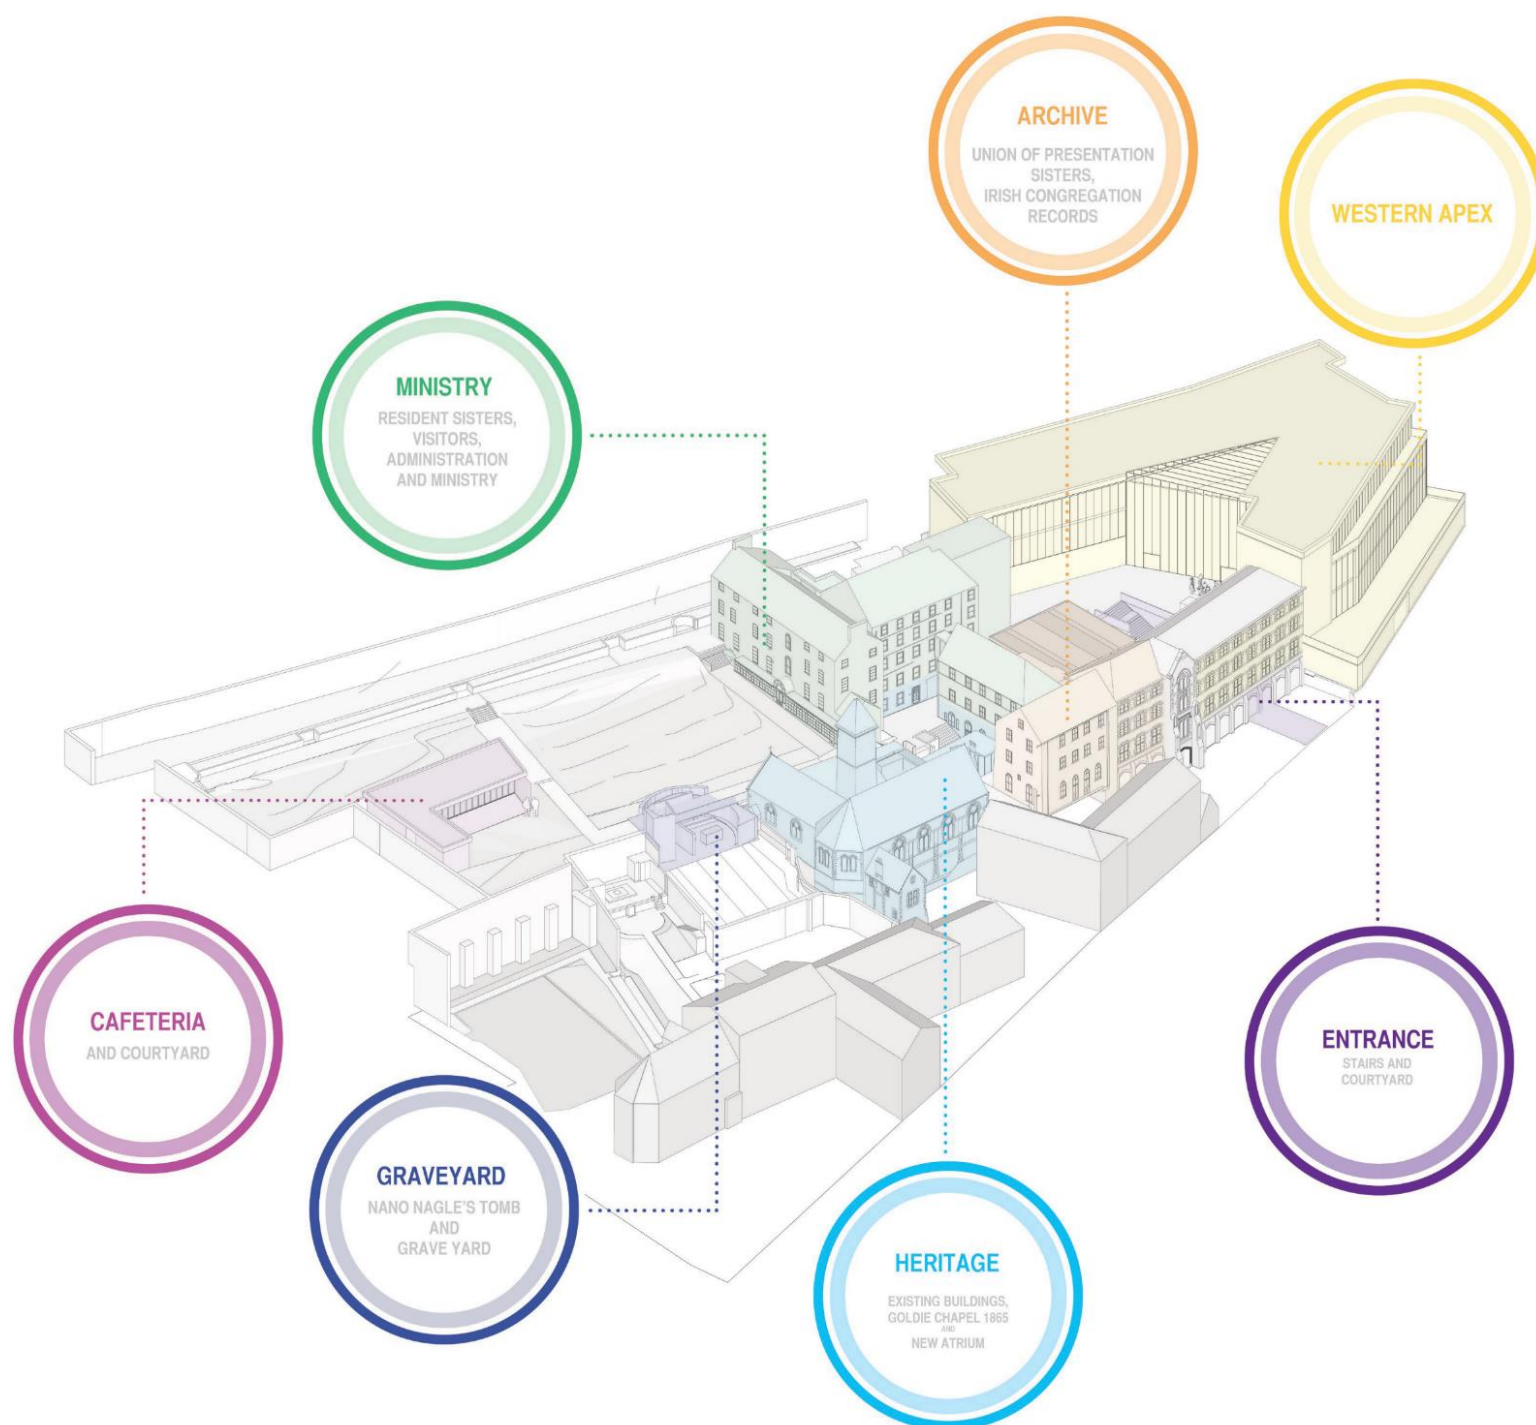 ARCHIVE
UNION OF PRESENTATION
SISTERS,
IRISH CONGREGATION
RECORDS
WESTERN APEX
MINISTRY
RESIDENT SISTERS,
VISITORS,
ADMINISTRATION
AND MINISTRY
CAFETERIA
AND COURTYARD
ENTRANCE
STAIRS AND
COURTYARD
GRAVEYARD
NANO NAGLE'S TOMB
AND
GRAVE YARD
HERITAGE
EXISTING BUILDINGS,
GOLDIE CHAPEL 1865
AND
NEW ATRIUM